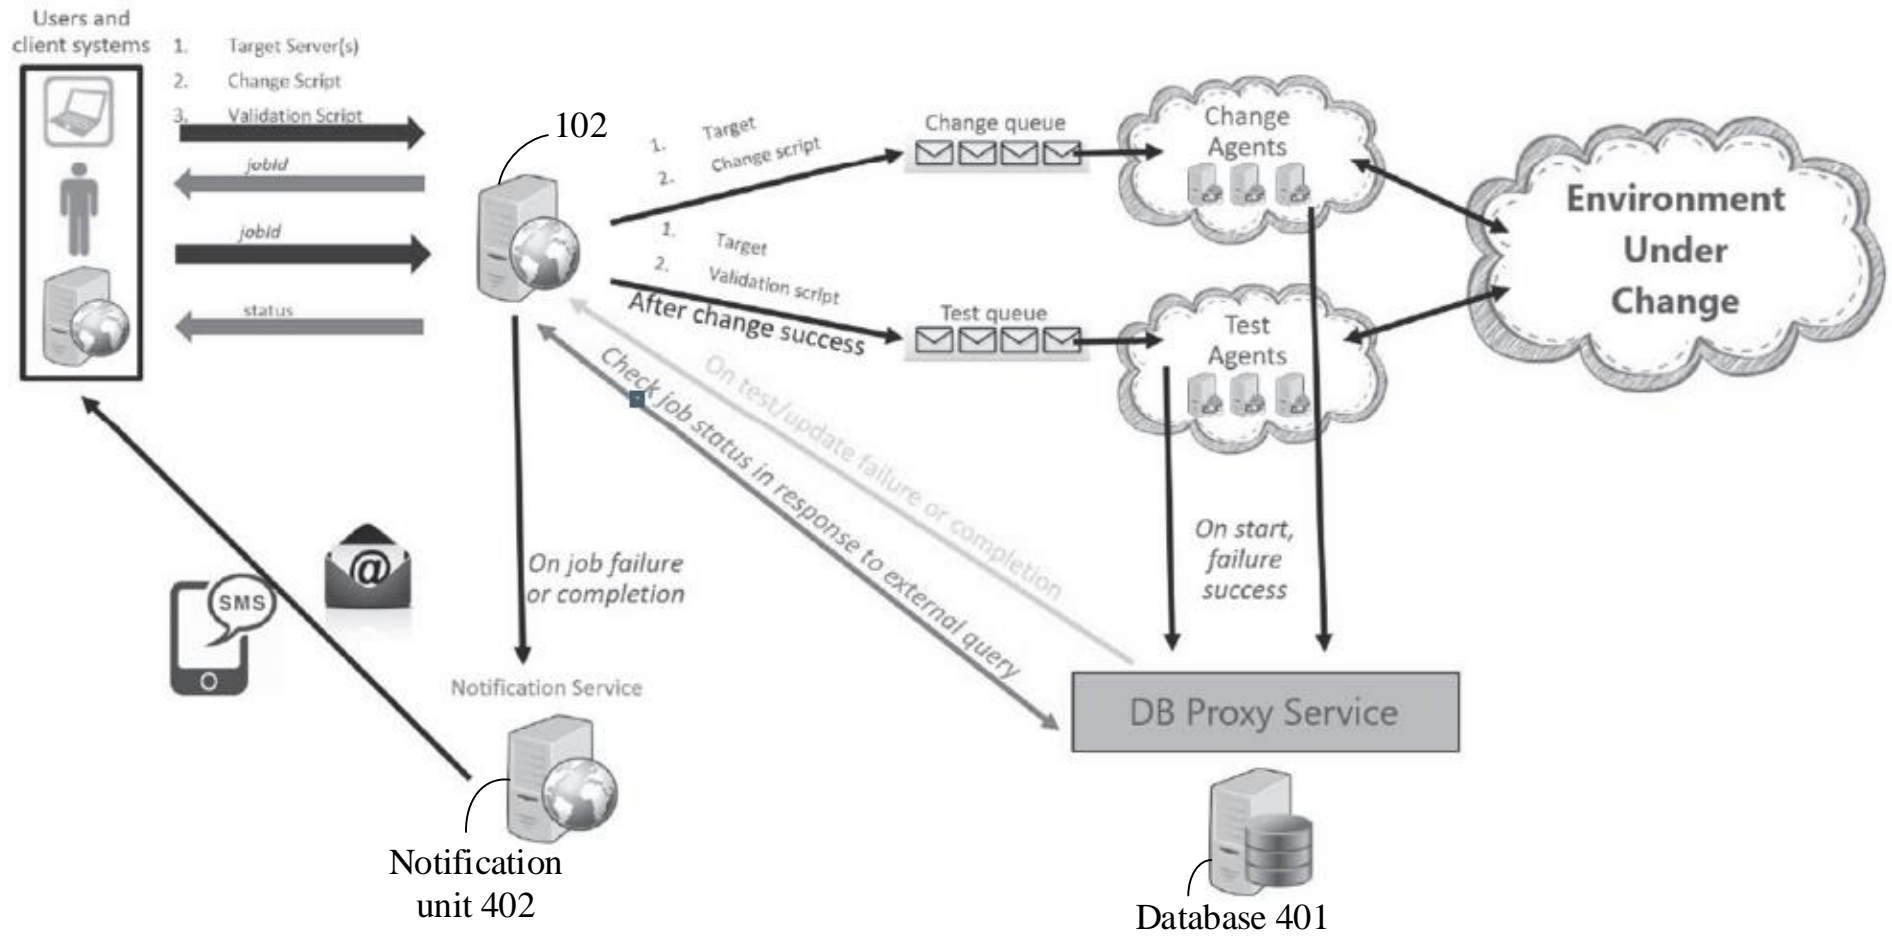 Users and
client systems
1. Target Server(s)
2. Change Script
3. Validation Script
jobId
jobId
status
102
1. Target
2. Change script
Change queue
Change
Agents
Environment
Under
Change
1. Target
2. Validation script
After change success
Test queue
Test
Agents
Check job status in response to external query
On test/update failure or completion
On start,
failure
success
On job failure
or completion
@
SMS
Notification Service
DB Proxy Service
Notification
unit 402
Database 401